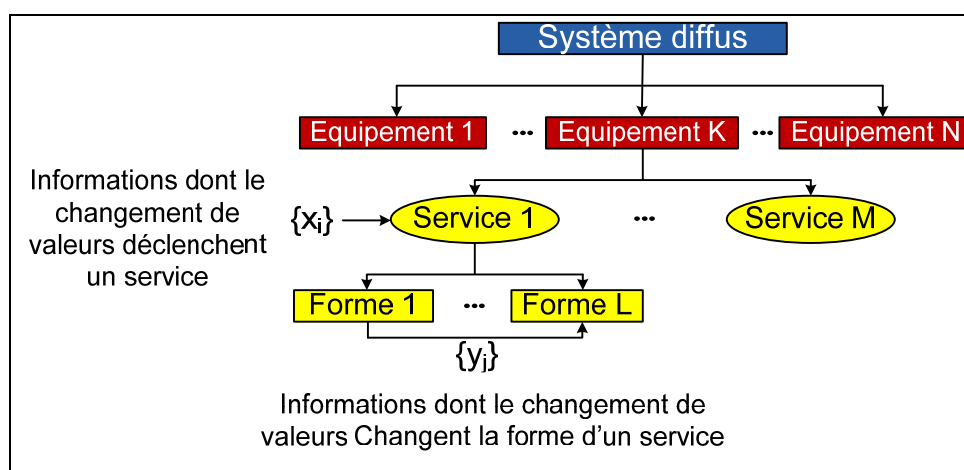 Système diffus
Equipement 1 ... Equipement K ... Equipement N
Informations dont le
changement de
valeurs déclenchent
un service
{xi}
Service 1 ... Service M
Forme 1 ... Forme L
{yj}
Informations dont le changement de
valeurs Changent la forme d'un service